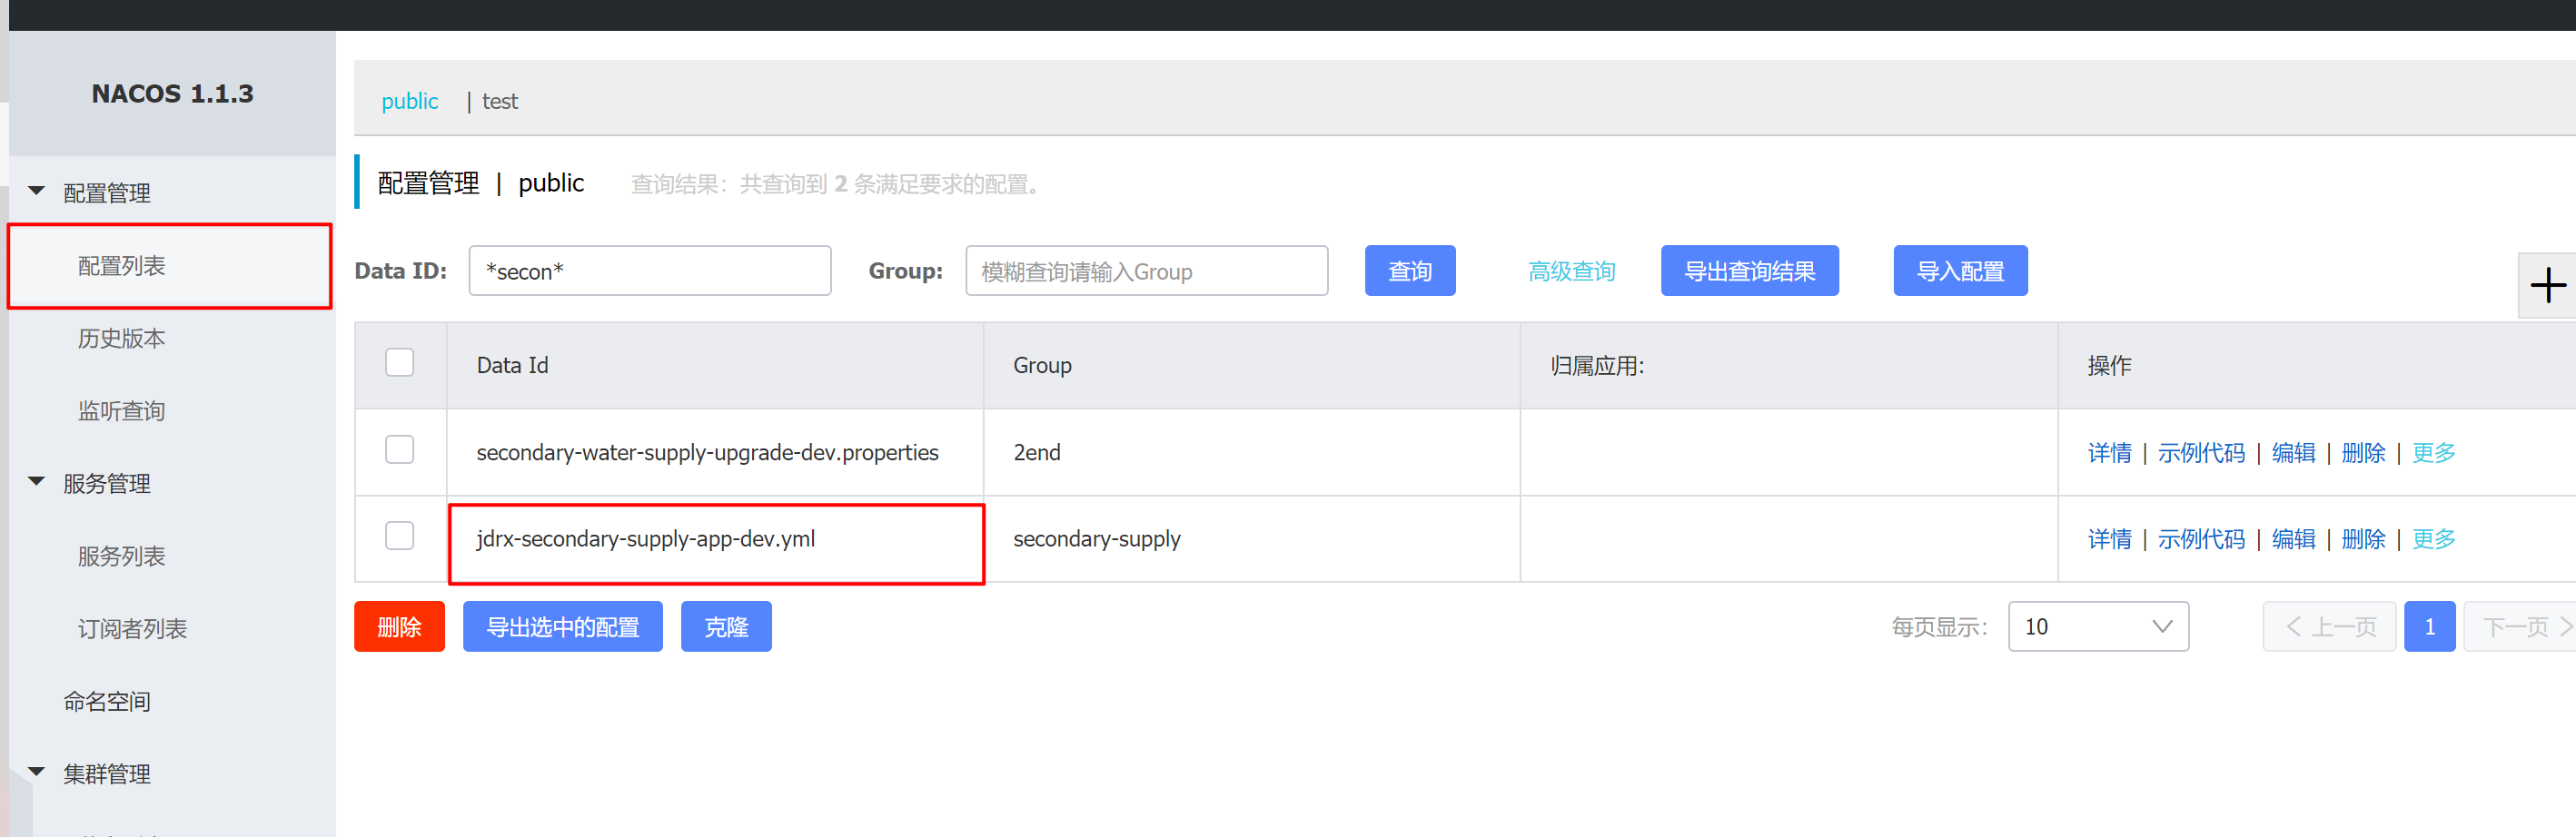 NACOS 1.1.3
配置管理
配置列表
历史版本
监听查询
服务管理
服务列表
订阅者列表
命名空间
集群管理
public | test
配置管理 | public 查询结果：共查询到 2 条满足要求的配置。
Data ID: *secon* Group: 模糊查询请输入Group 查询 高级查询 导出查询结果 导入配置
Data Id Group 归属应用: 操作
secondary-water-supply-upgrade-dev.properties 2end 详情 | 示例代码 | 编辑 | 删除 | 更多
jdrx-secondary-supply-app-dev.yml secondary-supply 详情 | 示例代码 | 编辑 | 删除 | 更多
删除 导出选中的配置 克隆 每页显示: 10 上一页 1 下一页